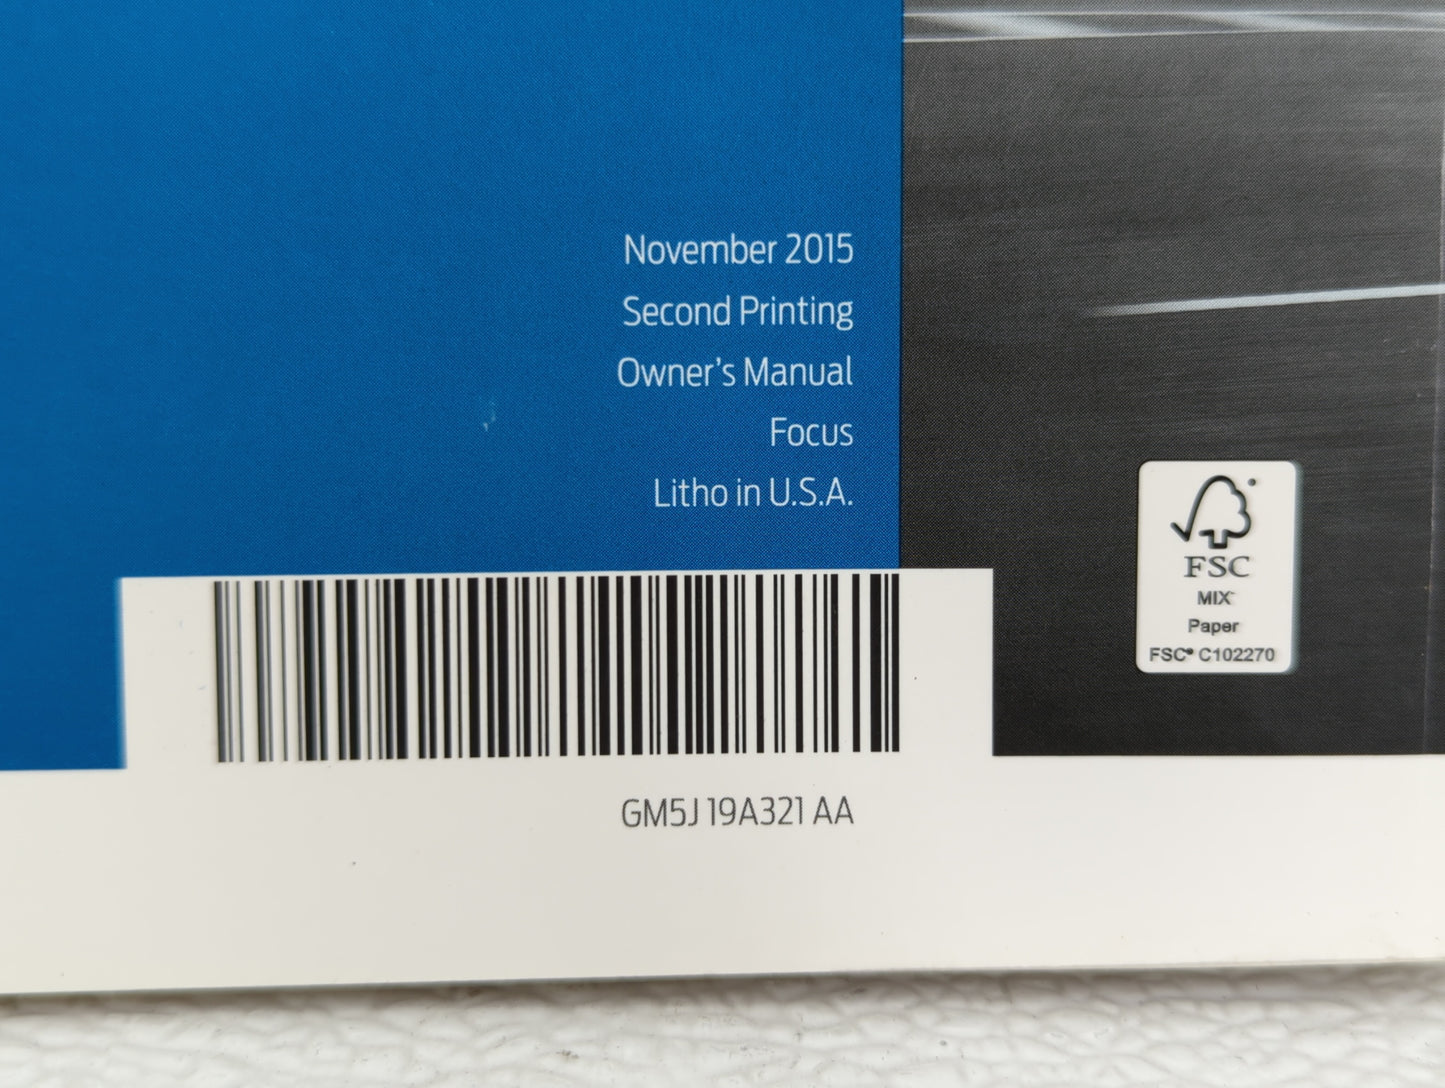 November 2015
Second Printing
Owner's Manual
Focus
Litho in U.S.A.
GM5J 19A321 AA
FSC
MIX
Paper
FSC® C102270